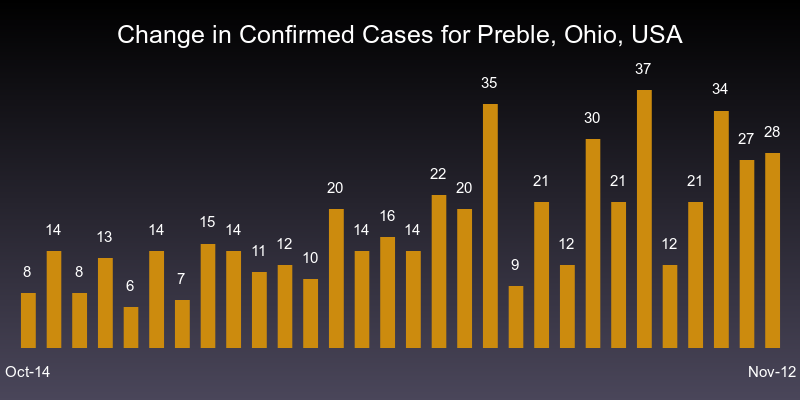 Change in Confirmed Cases for Preble, Ohio, USA
8 14 8 13 6 14 7 15 14 11 12 10 20 14 16 14 22 20 35 9 21 12 30 21 37 12 21 34 27 28
Oct-14 Nov-12